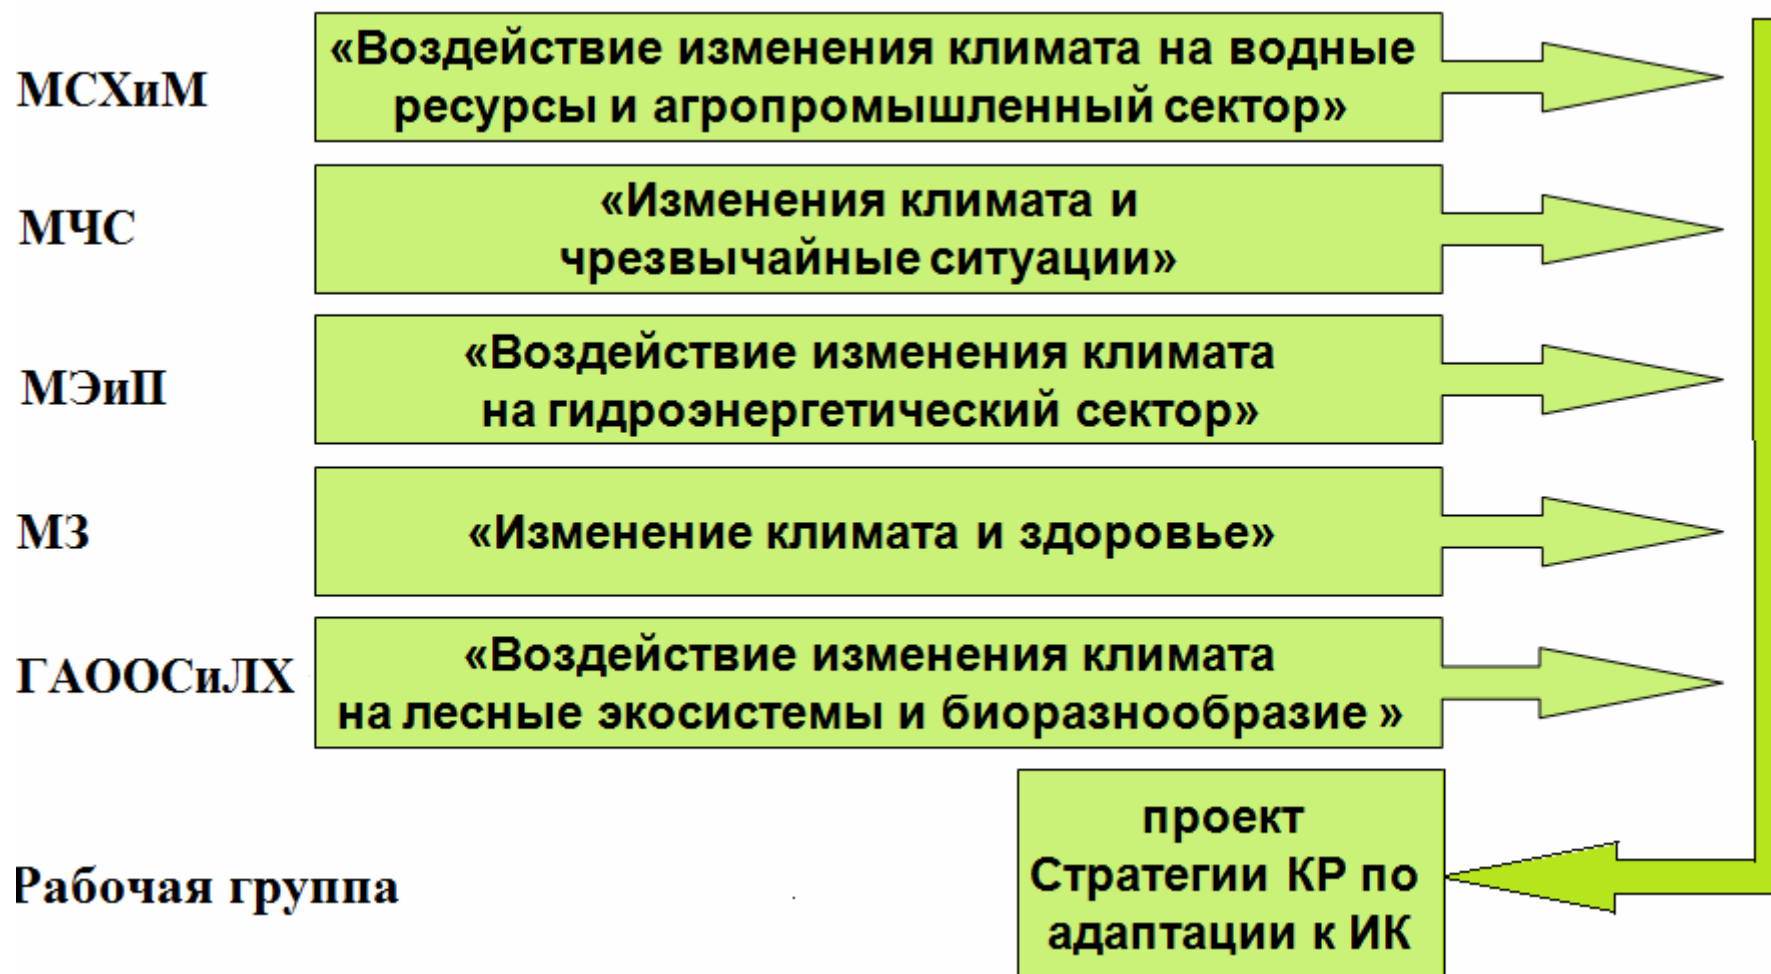 МСХиМ
«Воздействие изменения климата на водные
ресурсы и агропромышленный сектор»
МЧС
«Изменения климата и
чрезвычайные ситуации»
МЭиП
«Воздействие изменения климата
на гидроэнергетический сектор»
МЗ
«Изменение климата и здоровье»
ГАООСиЛХ
«Воздействие изменения климата
на лесные экосистемы и биоразнообразие »
Рабочая группа
проект
Стратегии КР по
адаптации к ИК